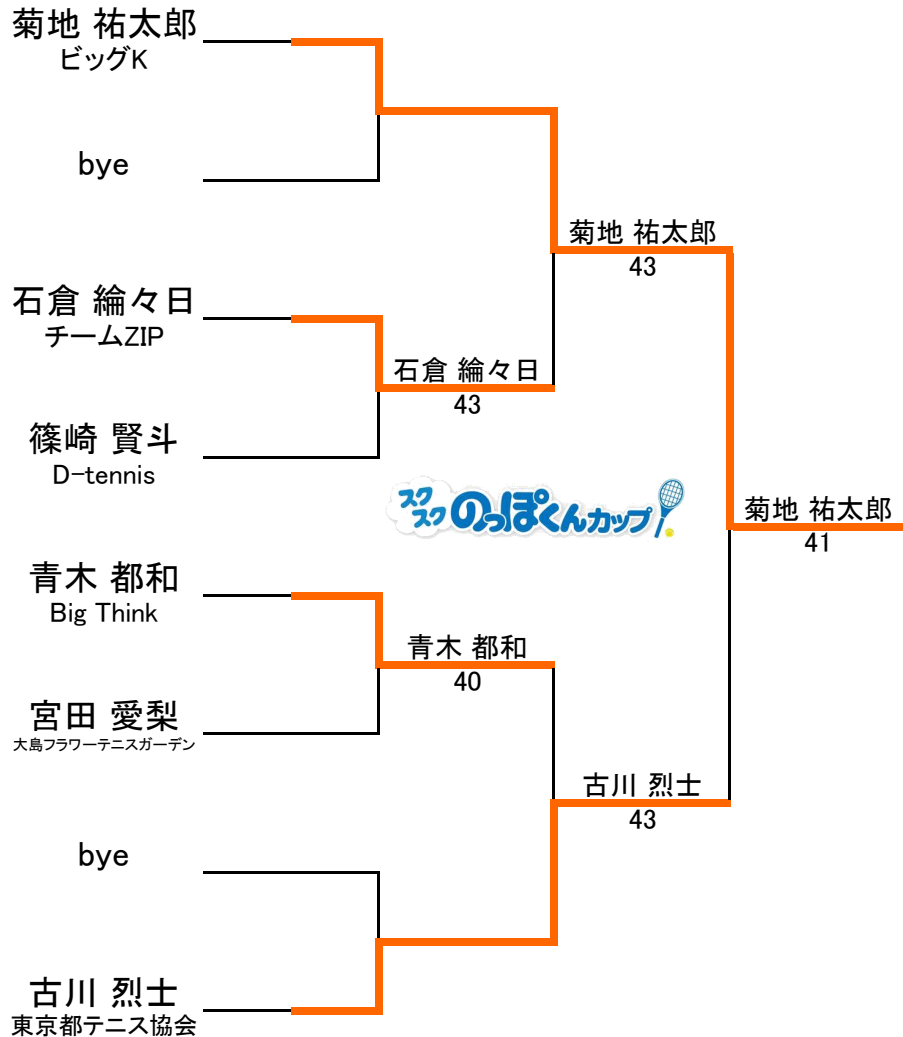 菊地 祐太郎
ビッグK
bye
菊地 祐太郎
43
石倉 綸々日
チームZIP
石倉 綸々日
43
篠崎 賢斗
D-tennis
スク
スク
のっぽくんカップ
菊地 祐太郎
41
青木 都和
Big Think
青木 都和
40
宮田 愛梨
大島フラワーテニスガーデン
古川 烈士
43
bye
古川 烈士
東京都テニス協会